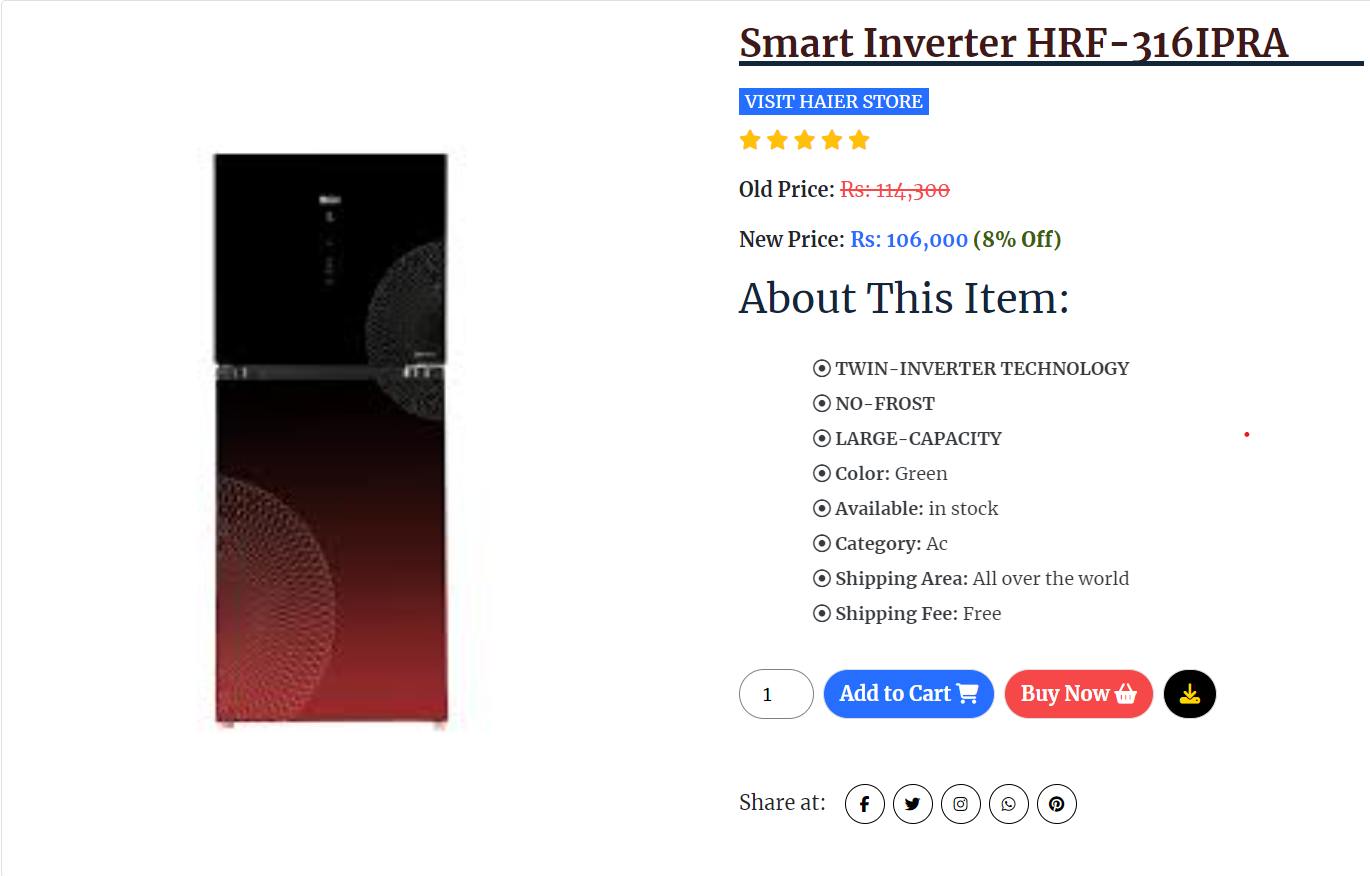 Smart Inverter HRF-316IPRA
VISIT HAIER STORE
Old Price: Rs: 114,300
New Price: Rs: 106,000 (8% Off)
About This Item:
TWIN-INVERTER TECHNOLOGY
NO-FROST
LARGE-CAPACITY
Color: Green
Available: in stock
Category: Ac
Shipping Area: All over the world
Shipping Fee: Free
1 Add to Cart Buy Now
Share at: